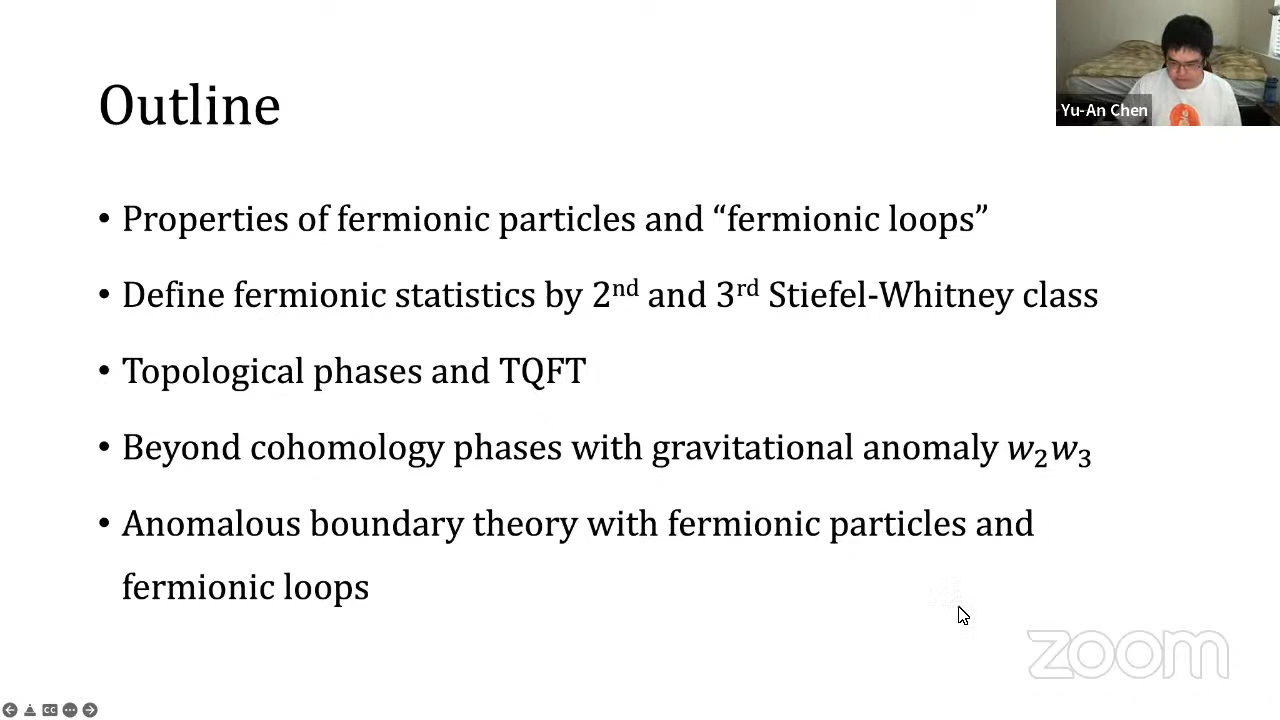 Outline
Yu-An Chen
• Properties of fermionic particles and “fermionic loops”
• Define fermionic statistics by 2nd and 3rd Stiefel-Whitney class
• Topological phases and TQFT
• Beyond cohomology phases with gravitational anomaly w₂w₃
• Anomalous boundary theory with fermionic particles and
fermionic loops
zoom
CC